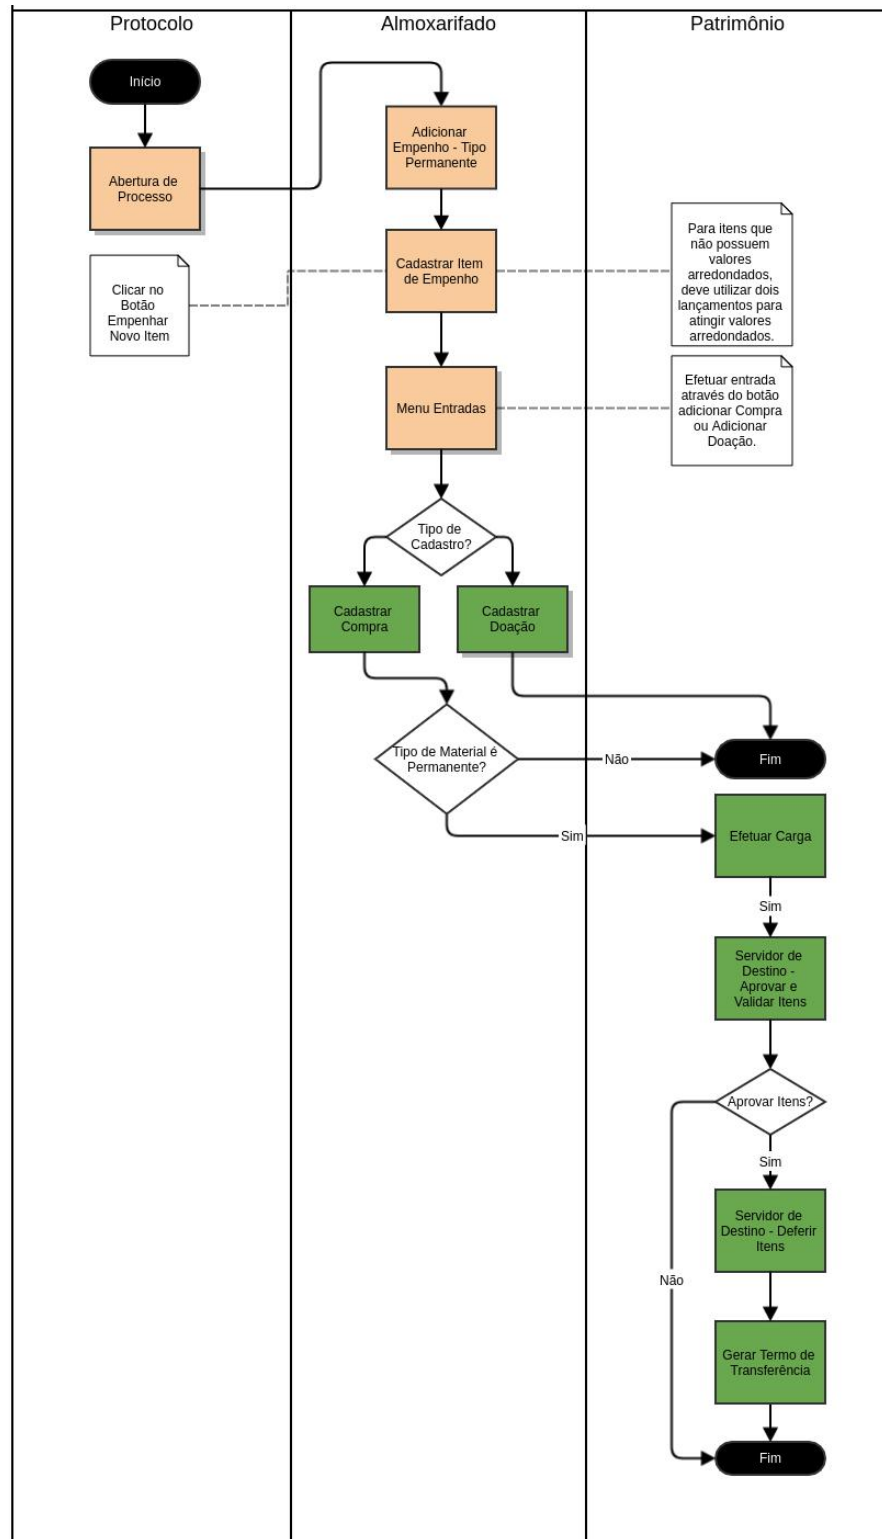 Protocolo
Almoxarifado
Patrimônio
Início
Adicionar
Empenho - Tipo
Permanente
Abertura de
Processo
Clicar no
Botão
Empenhar
Novo Item
Cadastrar Item
de Empenho
Para itens que
não possuem
valores
arredondados,
deve utilizar dois
lançamentos para
atingir valores
arredondados.
Menu Entradas
Efetuar entrada
através do botão
adicionar Compra
ou Adicionar
Doação.
Tipo de
Cadastro?
Cadastrar
Compra
Cadastrar
Doação
Tipo de Material é
Permanente?
Não
Fim
Sim
Efetuar Carga
Sim
Servidor de
Destino -
Aprovar e
Validar Itens
Aprovar Itens?
Sim
Servidor de
Destino - Deferir
Itens
Não
Gerar Termo de
Transferência
Fim